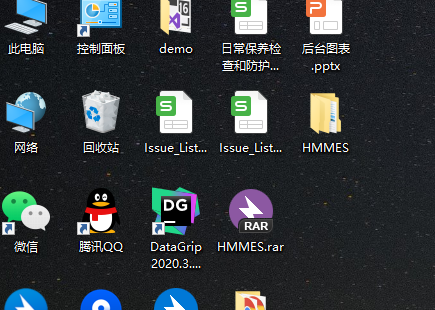 此电脑
控制面板
demo
日常保养检
查和防护...
后台图表
.pptx
网络
回收站
Issue_List...
Issue_List...
HMMES
微信
腾讯QQ
DG
DataGrip
2020.3....
RAR
HMMES.rar